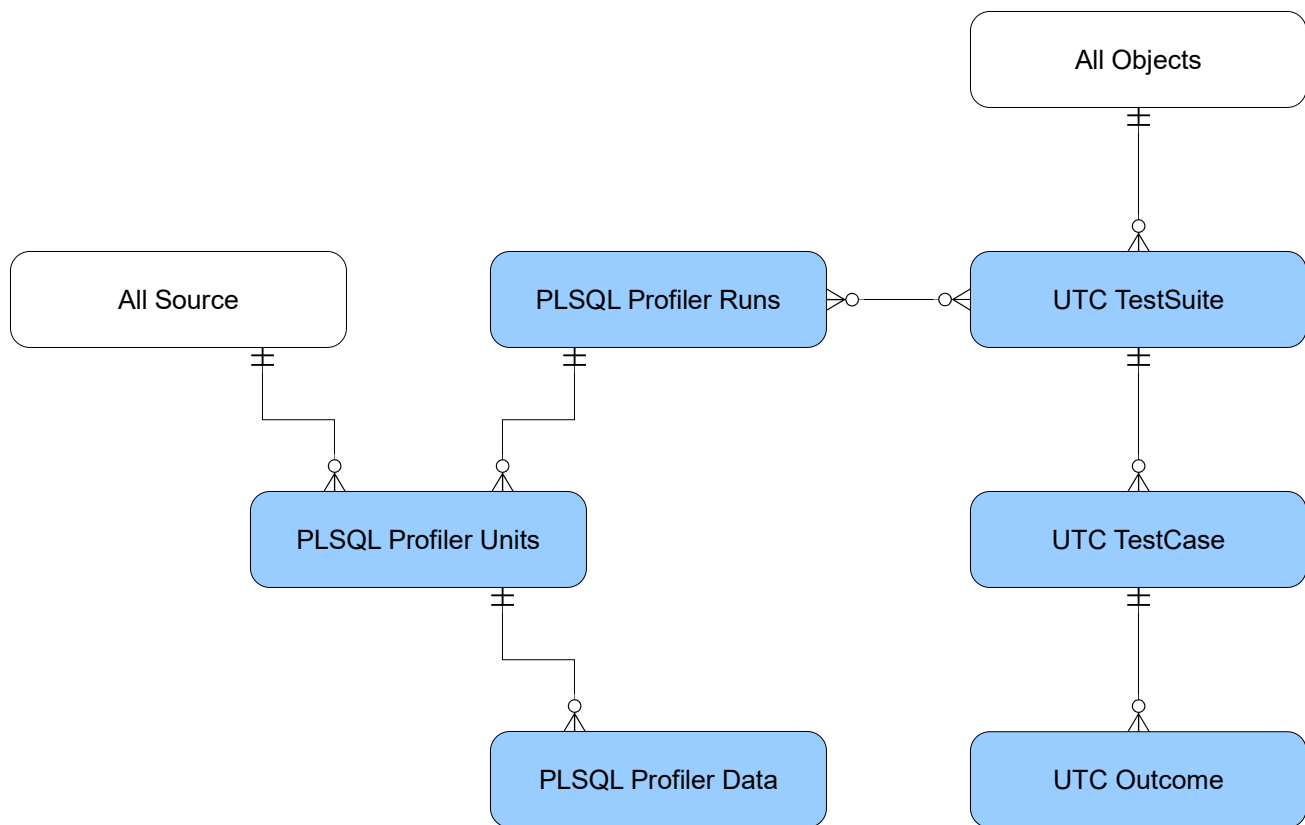 All Objects
All Source
PLSQL Profiler Runs
UTC TestSuite
PLSQL Profiler Units
UTC TestCase
PLSQL Profiler Data
UTC Outcome